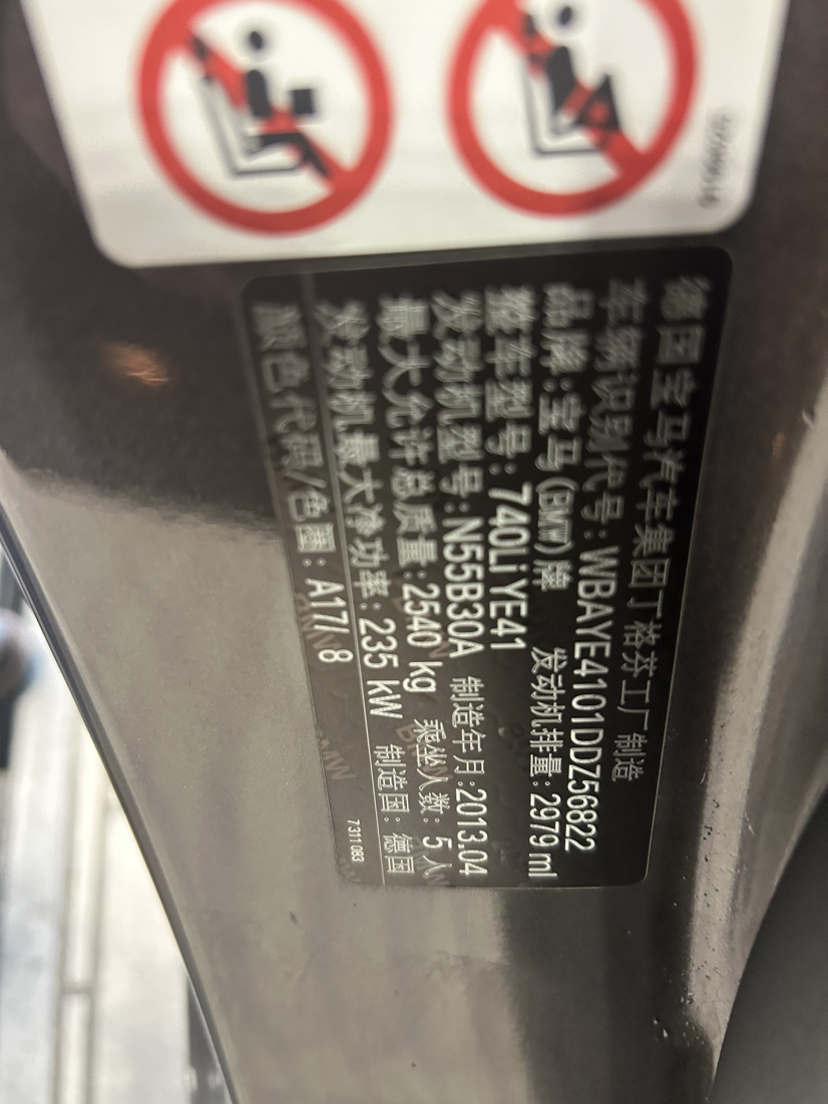 德国宝马汽车集团丁格芬工厂制造
车辆识别代号:WBAYE4101DDZ56822
品牌:宝马(BMW)牌 发动机排量:2979 ml
整车型号:740Li YE41
发动机型号:N55B30A 制造年月:2013.04
最大允许总质量:2540 kg 乘坐人数: 5 人
发动机最大净功率:235 kW 制造国: 德国
颜色代码/色圈: A17/ 8
7 311 083